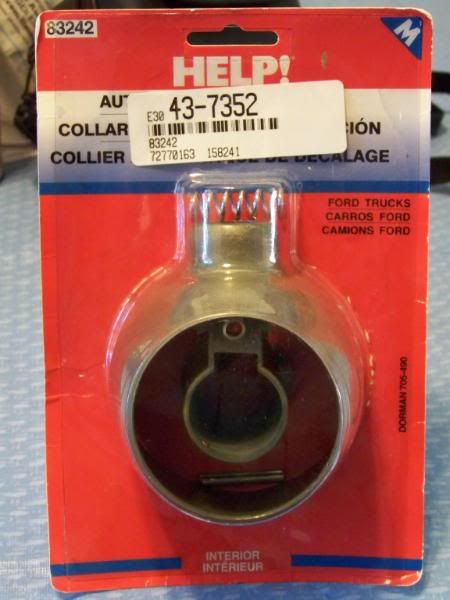 83242
M
HELP!
AUT
E30 43-7352
COLLAR CIÓN
83242
COLLIER DE DECALAGE
72770163 158241
FORD TRUCKS
CARROS FORD
CAMIONS FORD
DORMAN 705-490
INTERIOR
INTÉRIEUR